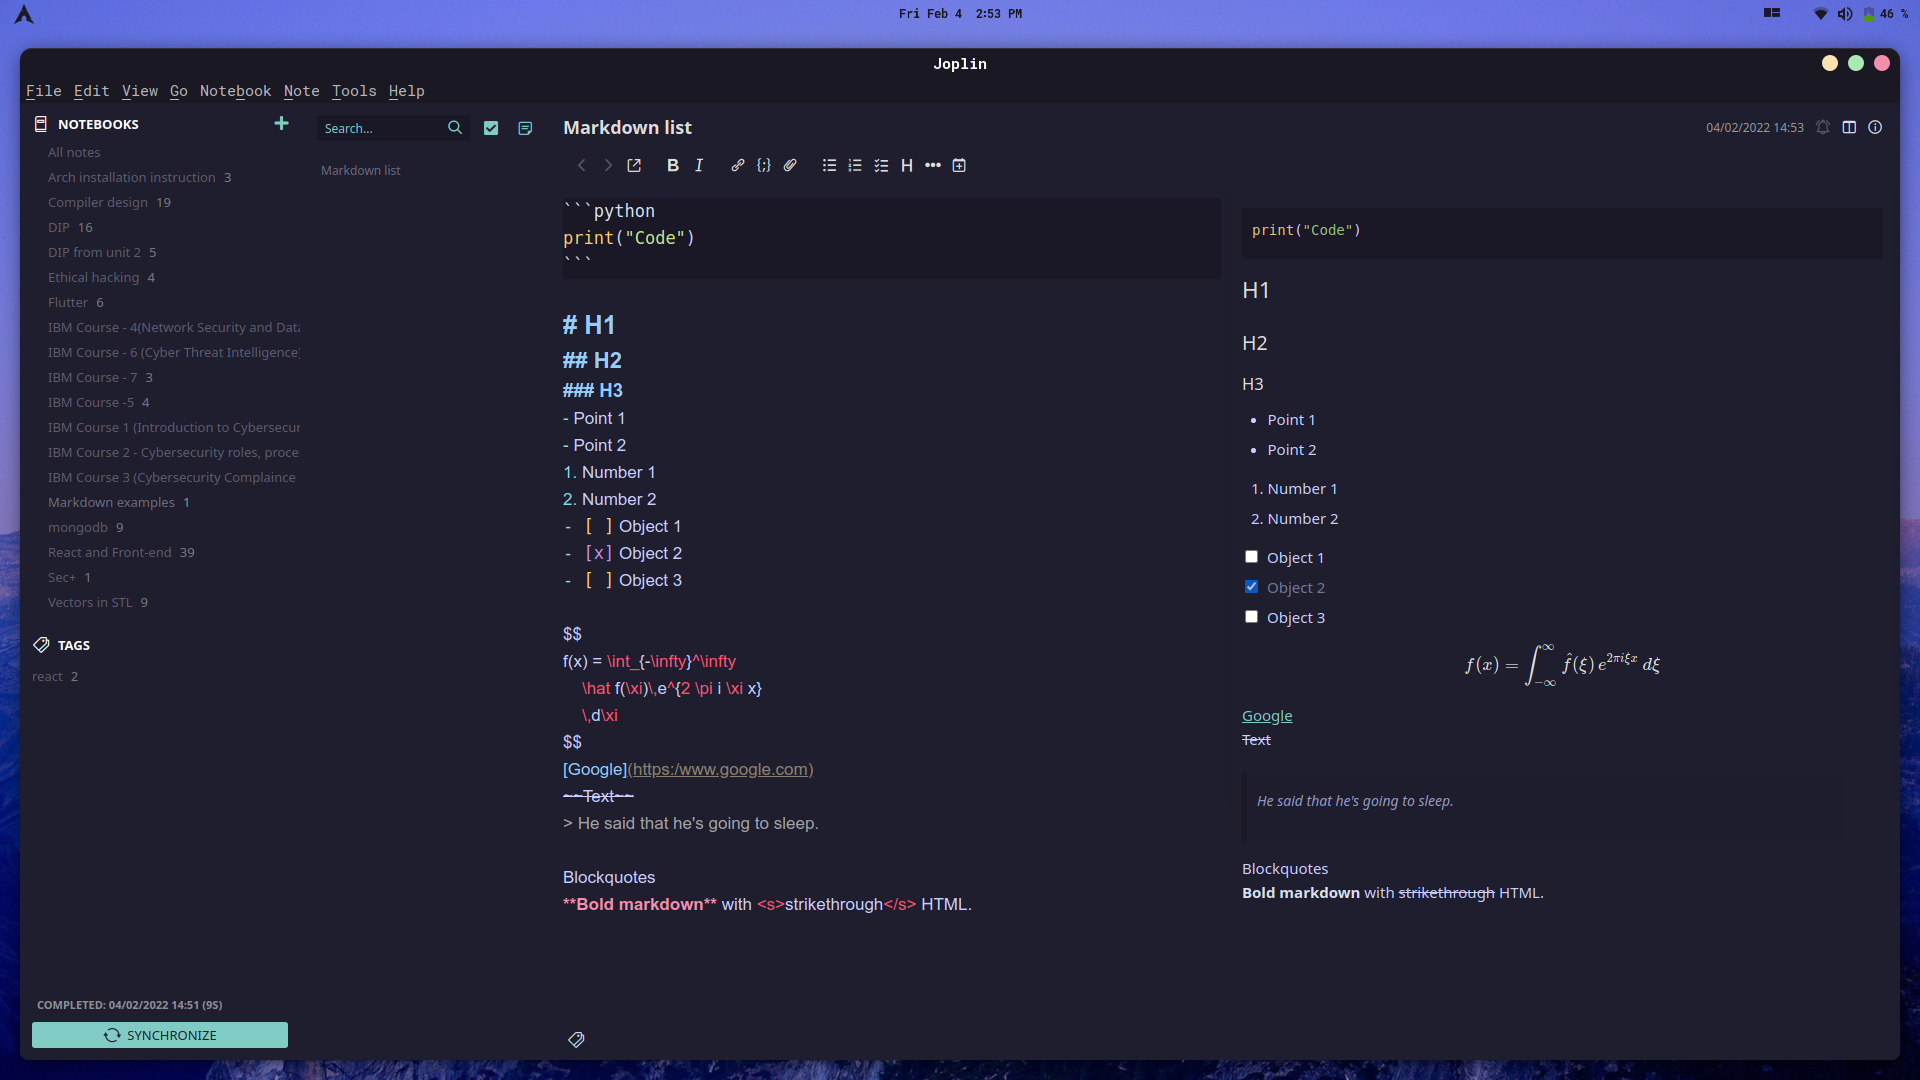 Fri Feb 4  2:53 PM
46 %
Joplin
File Edit View Go Notebook Note Tools Help
NOTEBOOKS
All notes
Arch installation instruction 3
Compiler design 19
DIP 16
DIP from unit 2 5
Ethical hacking 4
Flutter 6
IBM Course - 4(Network Security and Data
IBM Course - 6 (Cyber Threat Intelligence)
IBM Course - 7 3
IBM Course -5 4
IBM Course 1 (Introduction to Cybersecur
IBM Course 2 - Cybersecurity roles, proce
IBM Course 3 (Cybersecurity Complaince
Markdown examples 1
mongodb 9
React and Front-end 39
Sec+ 1
Vectors in STL 9
TAGS
react 2
COMPLETED: 04/02/2022 14:51 (9S)
SYNCHRONIZE
Search...
Markdown list
Markdown list
04/02/2022 14:53
```python
print("Code")
```
# H1
## H2
### H3
- Point 1
- Point 2
1. Number 1
2. Number 2
- [ ] Object 1
- [x] Object 2
- [ ] Object 3
$$
f(x) = \int_{-\infty}^\infty
\hat f(\xi)\,e^{2 \pi i \xi x}
\,d\xi
$$
[Google](https:/www.google.com)
~~Text~~
> He said that he's going to sleep.
Blockquotes
**Bold markdown** with <s>strikethrough</s> HTML.
print("Code")
H1
H2
H3
• Point 1
• Point 2
1. Number 1
2. Number 2
Object 1
Object 2
Object 3
f(x) = ∫_{−∞}^{∞} f̂(ξ) e^{2πiξx} dξ
Google
Text
He said that he's going to sleep.
Blockquotes
Bold markdown with strikethrough HTML.